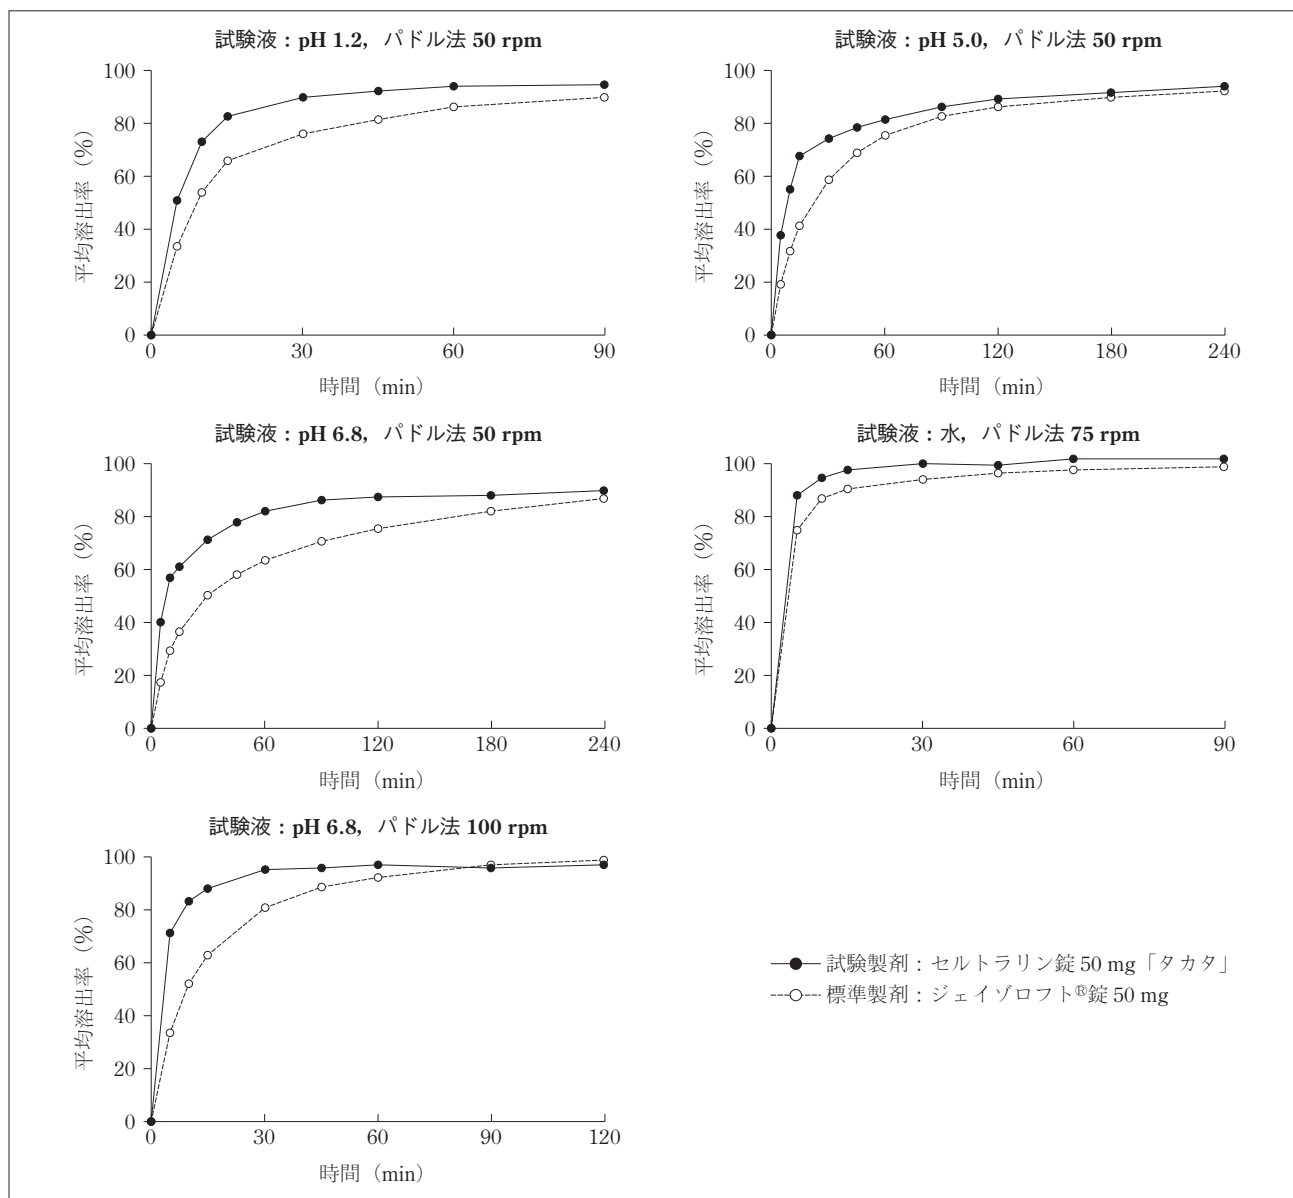 試験液：pH 1.2，パドル法 50 rpm
平均溶出率（%）
100
80
60
40
20
0
0 30 60 90
時間（min）
試験液：pH 5.0，パドル法 50 rpm
平均溶出率（%）
100
80
60
40
20
0
0 60 120 180 240
時間（min）
試験液：pH 6.8，パドル法 50 rpm
平均溶出率（%）
100
80
60
40
20
0
0 60 120 180 240
時間（min）
試験液：水，パドル法 75 rpm
平均溶出率（%）
100
80
60
40
20
0
0 30 60 90
時間（min）
試験液：pH 6.8，パドル法 100 rpm
平均溶出率（%）
100
80
60
40
20
0
0 30 60 90 120
時間（min）
試験製剤：セルトラリン錠 50 mg「タカタ」
標準製剤：ジェイゾロフト®錠 50 mg